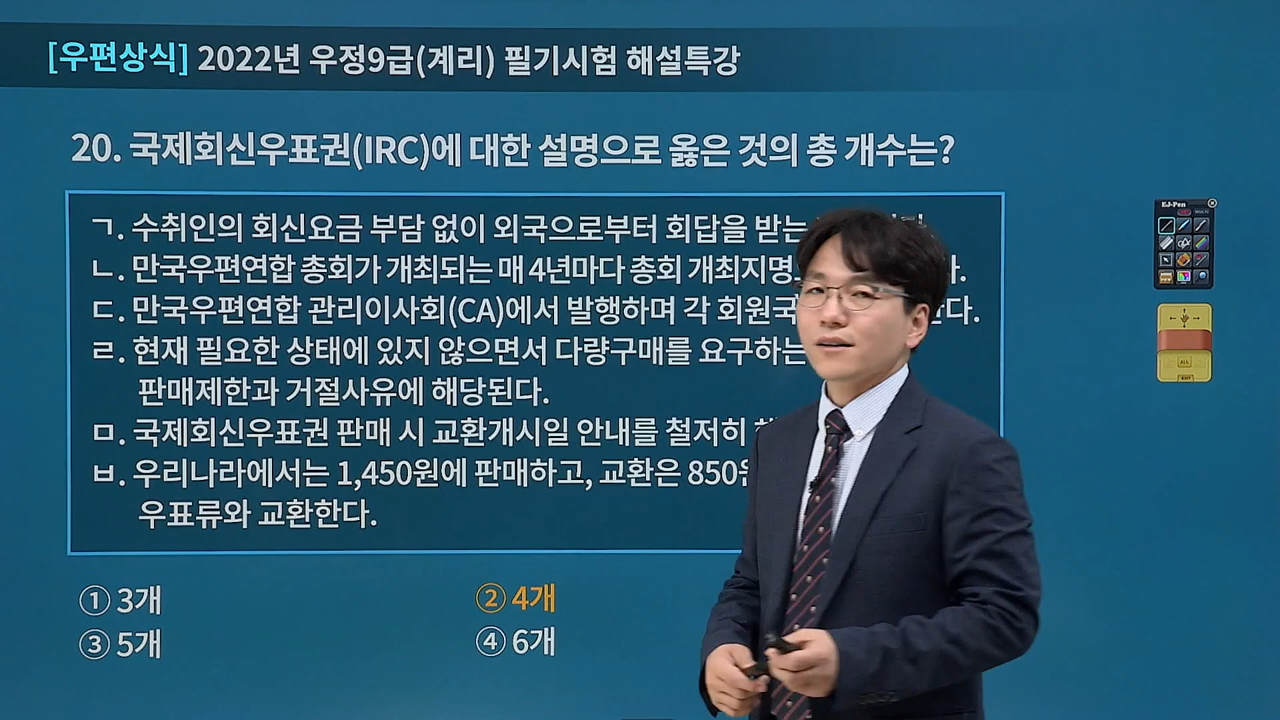 [우편상식] 2022년 우정9급(계리) 필기시험 해설특강
20. 국제회신우표권(IRC)에 대한 설명으로 옳은 것의 총 개수는?
ㄱ. 수취인의 회신요금 부담 없이 외국으로부터 회답을 받는
ㄴ. 만국우편연합 총회가 개최되는 매 4년마다 총회 개최지명
ㄷ. 만국우편연합 관리이사회(CA)에서 발행하며 각 회원국
ㄹ. 현재 필요한 상태에 있지 않으면서 다량구매를 요구하는
판매제한과 거절사유에 해당된다.
ㅁ. 국제회신우표권 판매 시 교환개시일 안내를 철저히
ㅂ. 우리나라에서는 1,450원에 판매하고, 교환은 850원
우표류와 교환한다.
① 3개 ② 4개
③ 5개 ④ 6개
EJ-Pen
ALL
EXIT